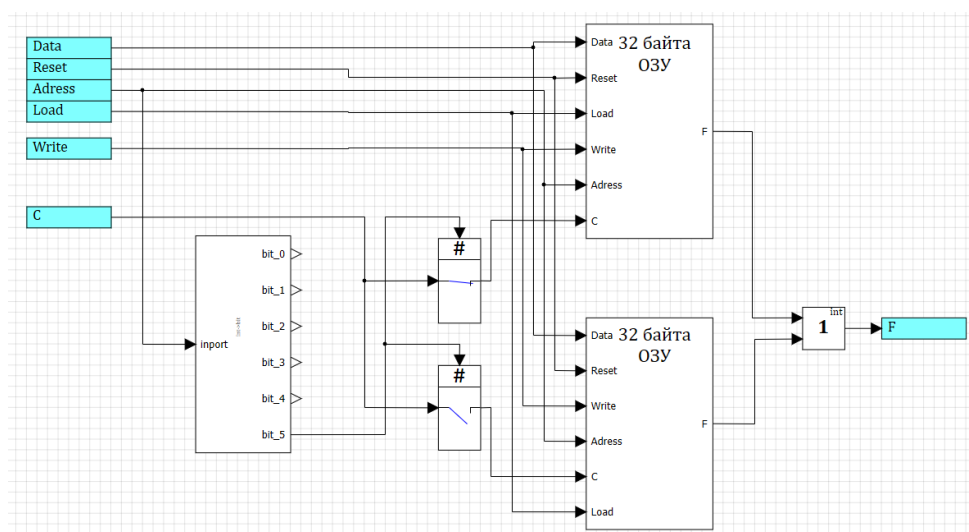 Data
Reset
Adress
Load
Write
C
inport
bit_0
bit_1
bit_2
bit_3
bit_4
bit_5
#
#
32 байта
ОЗУ
Data
Reset
Load
Write
Adress
C
F
32 байта
ОЗУ
Data
Reset
Write
Adress
C
Load
F
int
1
F